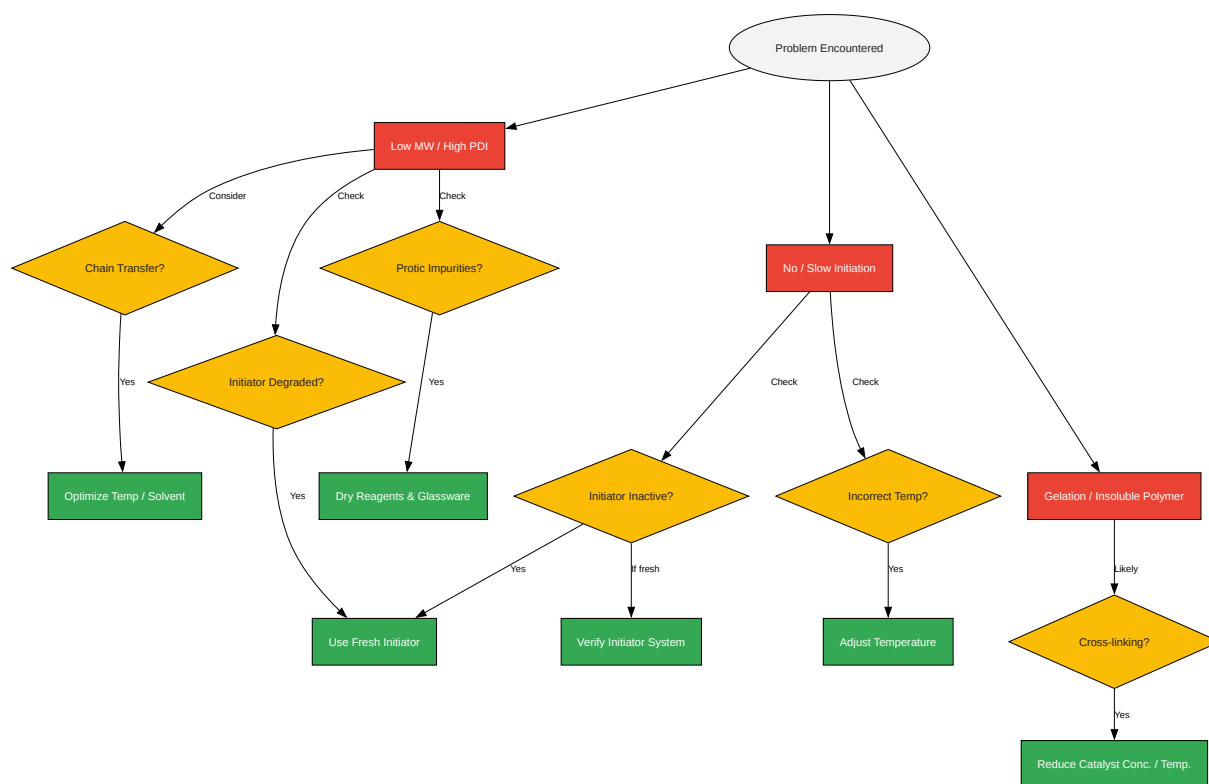 Problem Encountered
Low MW / High PDI
Consider
Check
Check
No / Slow Initiation
Chain Transfer?
Protic Impurities?
Yes
Initiator Degraded?
Yes
Check
Check
Yes
Optimize Temp / Solvent
Dry Reagents & Glassware
Initiator Inactive?
Incorrect Temp?
Gelation / Insoluble Polymer
Yes
If fresh
Yes
Likely
Use Fresh Initiator
Verify Initiator System
Adjust Temperature
Cross-linking?
Yes
Reduce Catalyst Conc. / Temp.